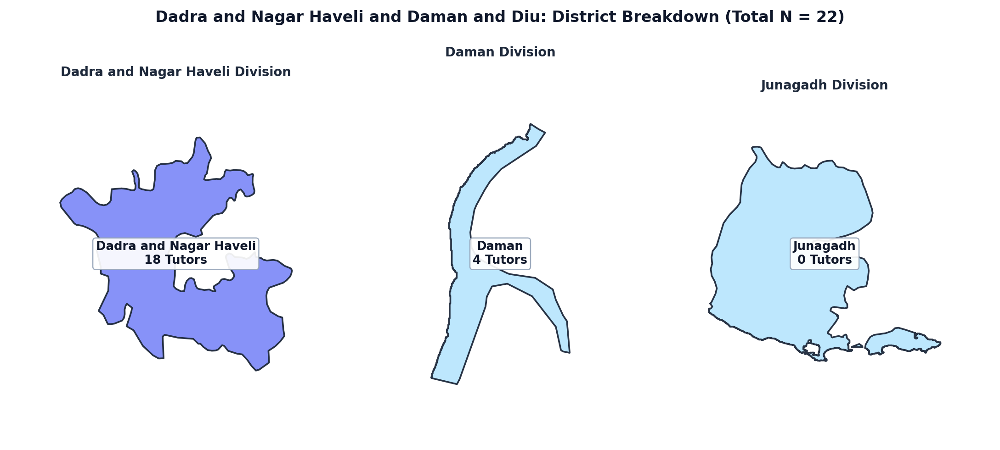 Dadra and Nagar Haveli and Daman and Diu: District Breakdown (Total N = 22)
Dadra and Nagar Haveli Division
Daman Division
Junagadh Division
Dadra and Nagar Haveli
18 Tutors
Daman
4 Tutors
Junagadh
0 Tutors